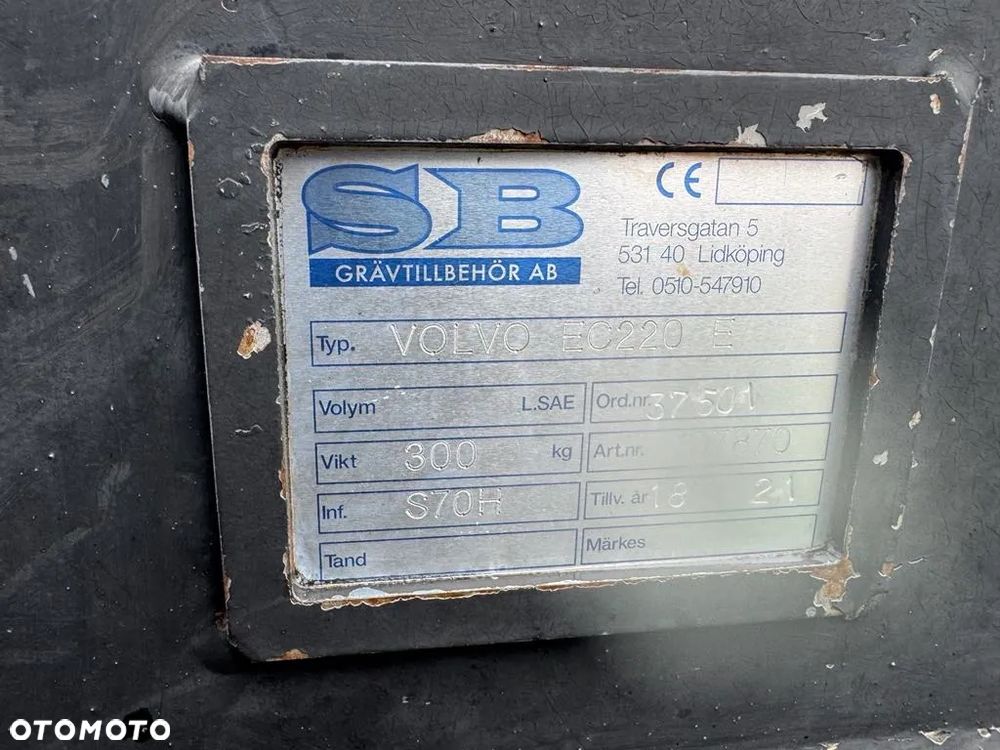 SB
GRÄVTILLBEHÖR AB
CE
Traversgatan 5
531 40 Lidköping
Tel. 0510-547910
Typ. VOLVO EC220 E
Volym L.SAE
Ord.nr. 37501
Vikt 300 kg
Art.nr.
Inf. S70H
Tillv. år 18 21
Tand
Märkes
OTOMOTO